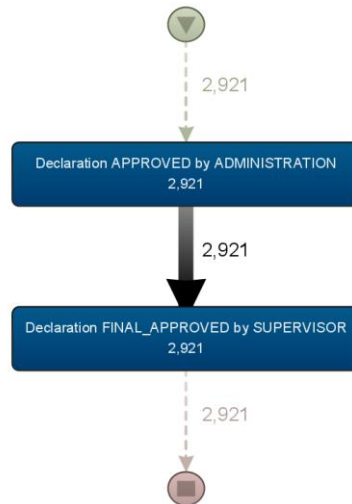 2,921
Declaration APPROVED by ADMINISTRATION
2,921
2,921
Declaration FINAL_APPROVED by SUPERVISOR
2,921
2,921